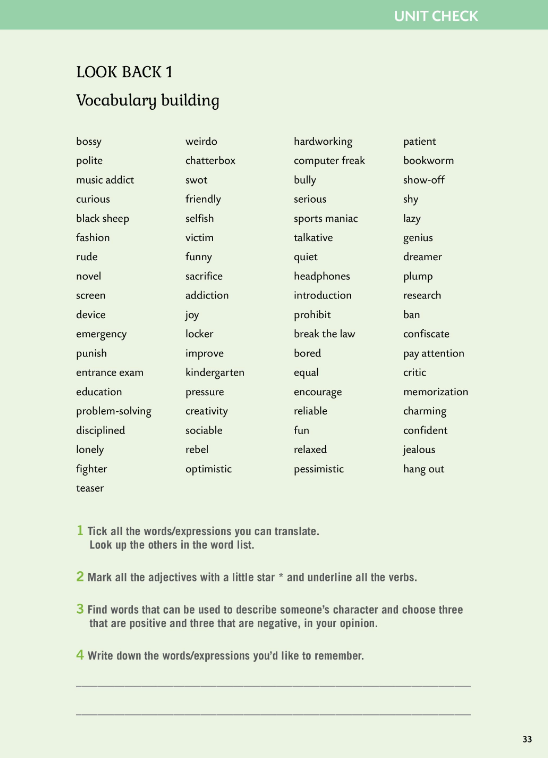 UNIT CHECK
LOOK BACK 1
Vocabulary building
bossy weirdo hardworking patient
polite chatterbox computer freak bookworm
music addict swot bully show-off
curious friendly serious shy
black sheep selfish sports maniac lazy
fashion victim talkative genius
rude funny quiet dreamer
novel sacrifice headphones plump
screen addiction introduction research
device joy prohibit ban
emergency locker break the law confiscate
punish improve bored pay attention
entrance exam kindergarten equal critic
education pressure encourage memorization
problem-solving creativity reliable charming
disciplined sociable fun confident
lonely rebel relaxed jealous
fighter optimistic pessimistic hang out
teaser
1 Tick all the words/expressions you can translate.
Look up the others in the word list.
2 Mark all the adjectives with a little star * and underline all the verbs.
3 Find words that can be used to describe someone's character and choose three
that are positive and three that are negative, in your opinion.
4 Write down the words/expressions you'd like to remember.
33